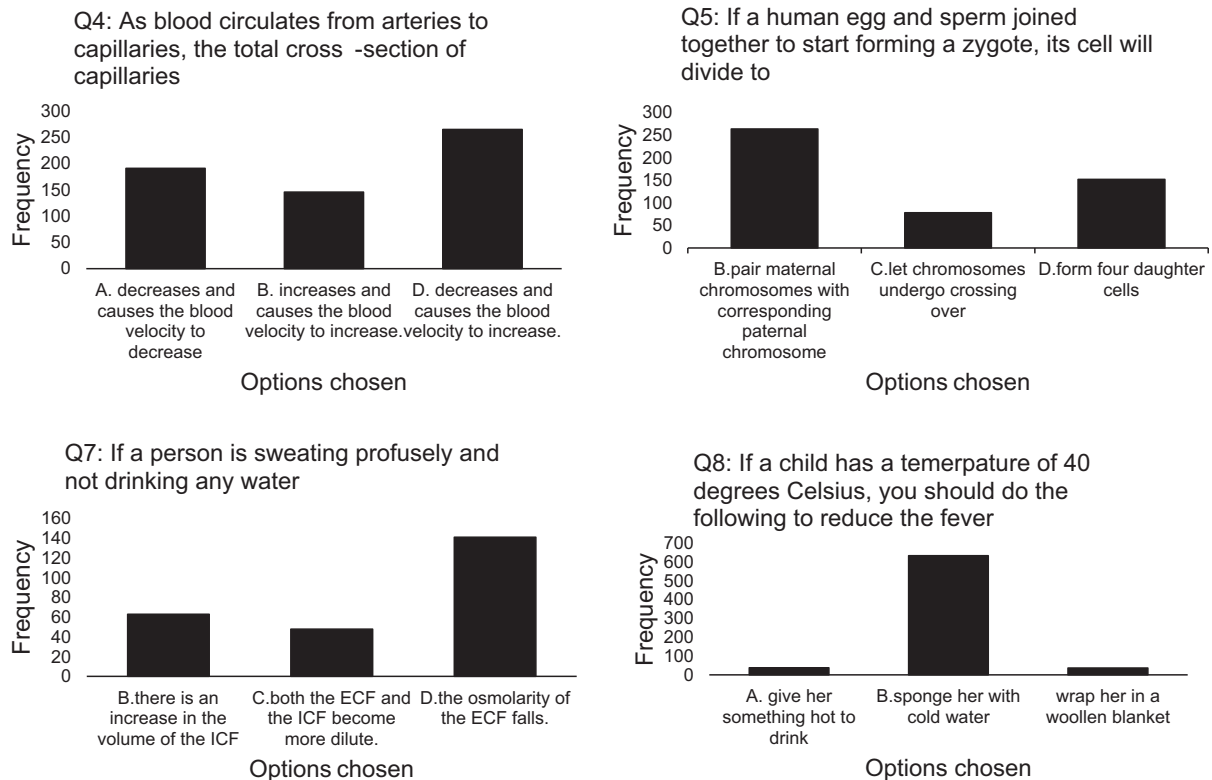 Q4: As blood circulates from arteries to
capillaries, the total cross -section of
capillaries
Frequency
300
250
200
150
100
50
0
A. decreases and
causes the blood
velocity to
decrease
B. increases and
causes the blood
velocity to increase.
D. decreases and
causes the blood
velocity to increase.
Options chosen
Q5: If a human egg and sperm joined
together to start forming a zygote, its cell will
divide to
Frequency
300
250
200
150
100
50
0
B.pair maternal
chromosomes with
corresponding
paternal
chromosome
C.let chromosomes
undergo crossing
over
D.form four daughter
cells
Options chosen
Q7: If a person is sweating profusely and
not drinking any water
Frequency
160
140
120
100
80
60
40
20
0
B.there is an
increase in the
volume of the ICF
C.both the ECF and
the ICF become
more dilute.
D.the osmolarity of
the ECF falls.
Options chosen
Q8: If a child has a temerpature of 40
degrees Celsius, you should do the
following to reduce the fever
Frequency
700
600
500
400
300
200
100
0
A. give her
something hot to
drink
B.sponge her with
cold water
wrap her in a
woollen blanket
Options chosen